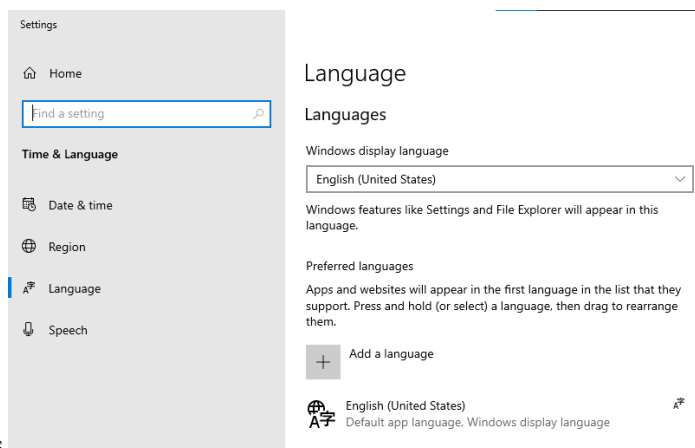 Settings
Home
Find a setting
Time & Language
Date & time
Region
Language
Speech
Language
Languages
Windows display language
English (United States)
Windows features like Settings and File Explorer will appear in this
language.
Preferred languages
Apps and websites will appear in the first language in the list that they
support. Press and hold (or select) a language, then drag to rearrange
them.
Add a language
English (United States)
Default app language, Windows display language